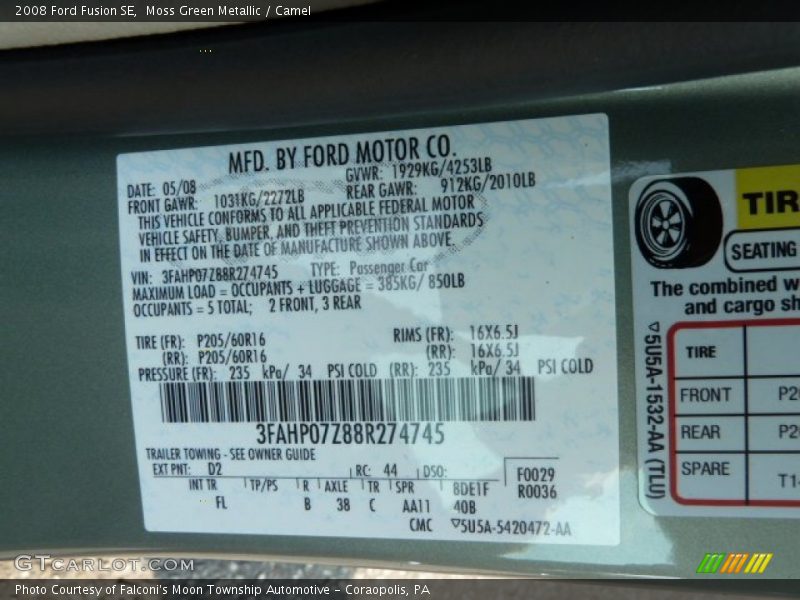 2008 Ford Fusion SE,  Moss Green Metallic / Camel
MFD. BY FORD MOTOR CO.
DATE: 05/08
GVWR: 1929KG/4253LB
FRONT GAWR: 1031KG/2272LB
REAR GAWR: 912KG/2010LB
THIS VEHICLE CONFORMS TO ALL APPLICABLE FEDERAL MOTOR
VEHICLE SAFETY, BUMPER, AND THEFT PREVENTION STANDARDS
IN EFFECT ON THE DATE OF MANUFACTURE SHOWN ABOVE.
VIN: 3FAHP07Z88R274745 TYPE: Passenger Car
MAXIMUM LOAD = OCCUPANTS + LUGGAGE = 385KG/ 850LB
OCCUPANTS = 5 TOTAL; 2 FRONT, 3 REAR
TIRE (FR): P205/60R16 RIMS (FR): 16X6.5J
(RR): P205/60R16 (RR): 16X6.5J
PRESSURE (FR): 235 kPa/ 34 PSI COLD (RR): 235 kPa/ 34 PSI COLD
3FAHP07Z88R274745
TRAILER TOWING - SEE OWNER GUIDE
EXT PNT: D2 RC: 44 DSO: F0029
INT TR TP/PS R AXLE TR SPR 8DE1F R0036
FL B 38 C AA11 40B
CMC ▽5U5A-5420472-AA
TIR
SEATING
The combined w
and cargo sh
▽5U5A-1532-AA (TLU)
TIRE
FRONT P20
REAR P20
SPARE T1
GTCARLOT.COM
Photo Courtesy of Falconi's Moon Township Automotive – Coraopolis, PA